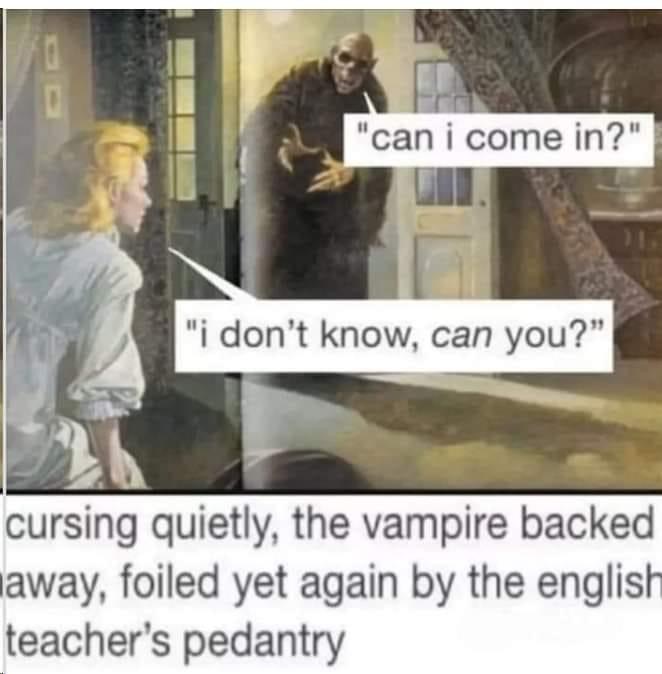 "can i come in?"
"i don't know, can you?”
cursing quietly, the vampire backed
away, foiled yet again by the english
teacher's pedantry